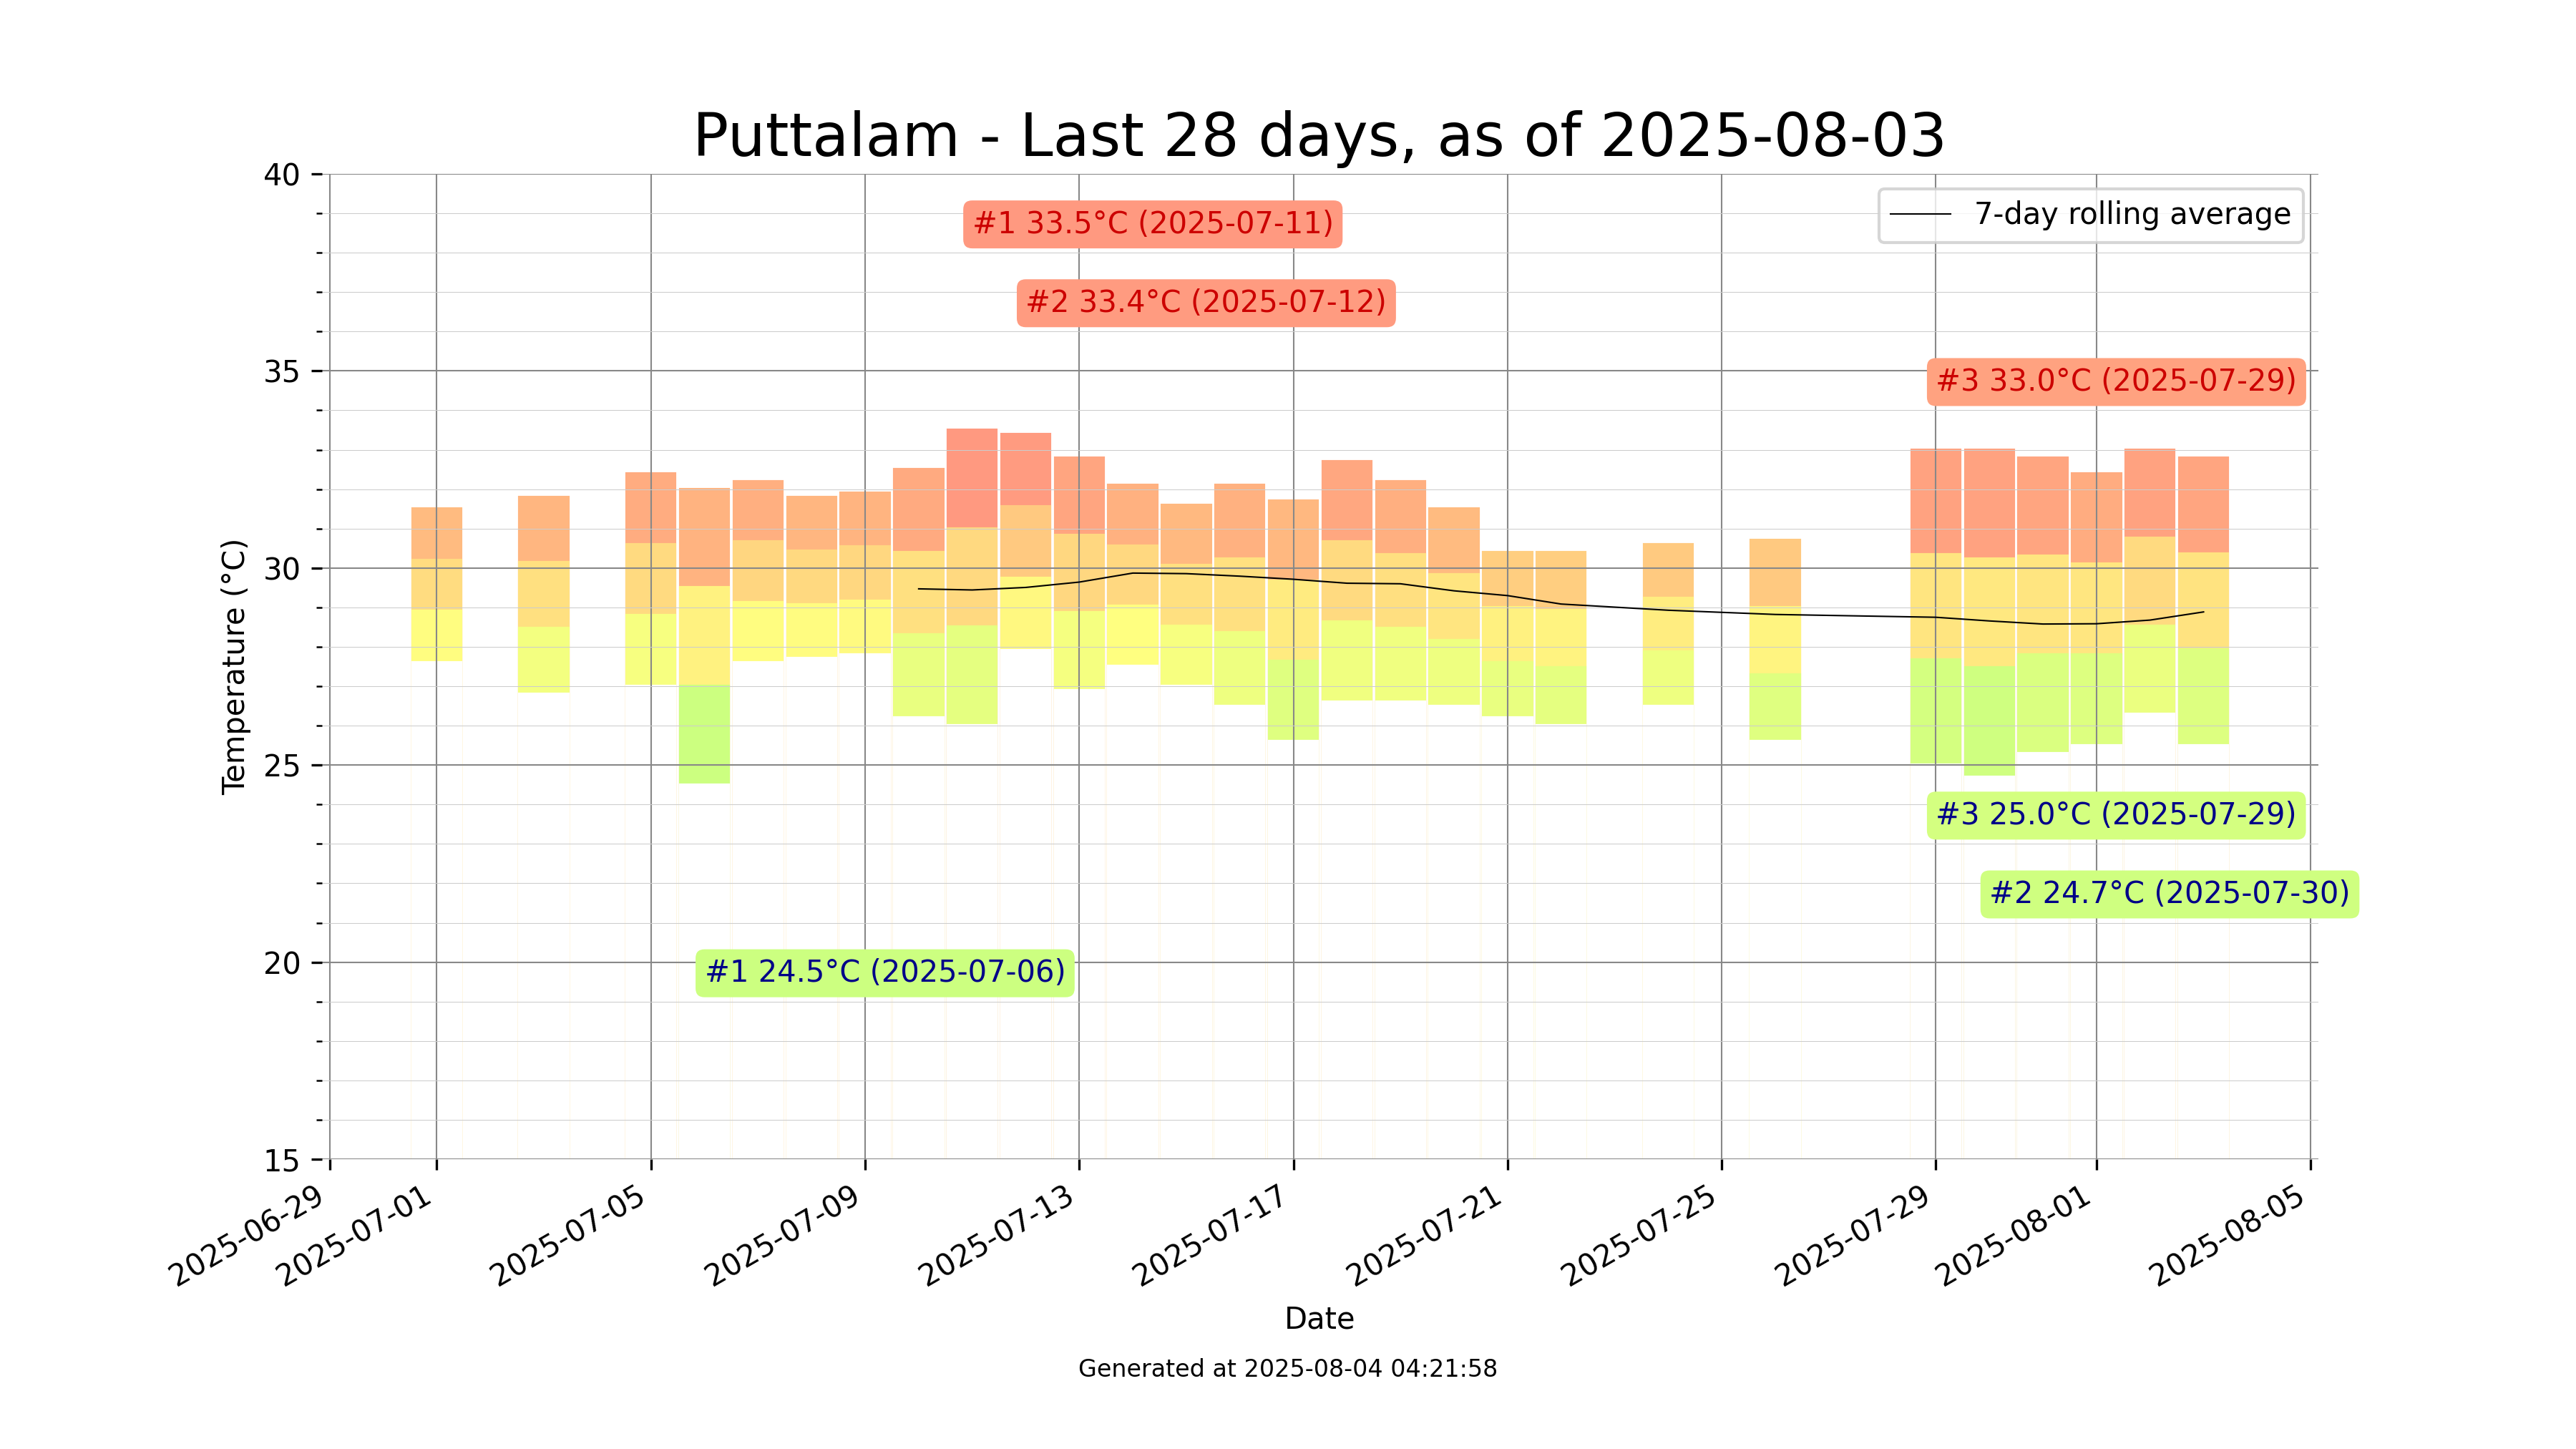 Puttalam - Last 28 days, as of 2025-08-03
7-day rolling average
#1 33.5°C (2025-07-11)
#2 33.4°C (2025-07-12)
#3 33.0°C (2025-07-29)
#3 25.0°C (2025-07-29)
#2 24.7°C (2025-07-30)
#1 24.5°C (2025-07-06)
Temperature (°C)
40
35
30
25
20
15
2025-06-29
2025-07-01
2025-07-05
2025-07-09
2025-07-13
2025-07-17
2025-07-21
2025-07-25
2025-07-29
2025-08-01
2025-08-05
Date
Generated at 2025-08-04 04:21:58